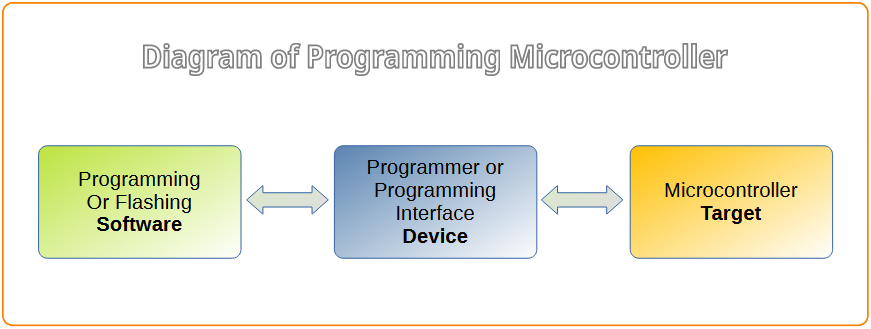 Diagram of Programming Microcontroller
Programming
Or Flashing
Software
Programmer or
Programming
Interface
Device
Microcontroller
Target